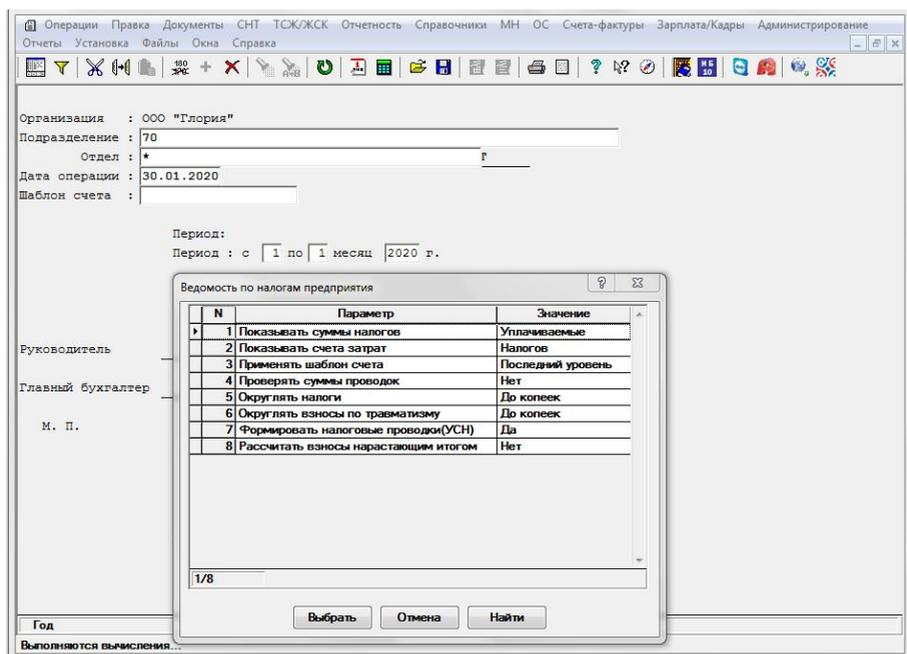 Операции Правка Документы СНТ ТСЖ/ЖСК Отчетность Справочники МН ОС Счета-фактуры Зарплата/Кадры Администрирование
Отчеты Установка Файлы Окна Справка
Организация : ООО "Глория"
Подразделение : 70
Отдел : * Г
Дата операции : 30.01.2020
Шаблон счета :
Период:
Период : с 1 по 1 месяц 2020 г.
Ведомость по налогам предприятия
N Параметр Значение
1 Показывать суммы налогов Уплачиваемые
2 Показывать счета затрат Налогов
3 Применять шаблон счета Последний уровень
4 Проверять суммы проводок Нет
5 Округлять налоги До копеек
6 Округлять взносы по травматизму До копеек
7 Формировать налоговые проводки(УСН) Да
8 Рассчитать взносы нарастающим итогом Нет
Руководитель
Главный бухгалтер
М. П.
1/8
Выбрать Отмена Найти
Год
Выполняются вычисления...